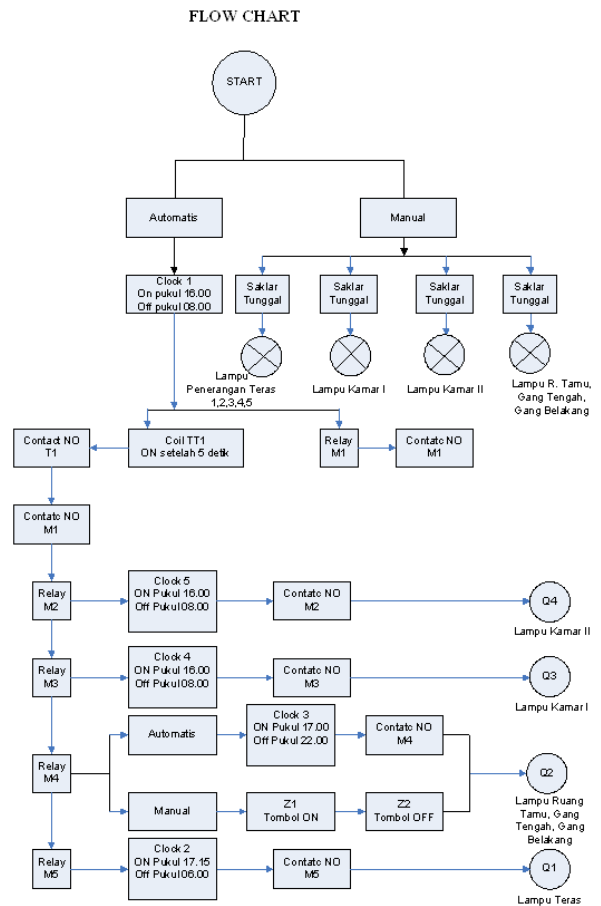 FLOW CHART
START
Automatis
Manual
Clock 1
On pukul 16.00
Off pukul 08.00
Saklar
Tunggal
Saklar
Tunggal
Saklar
Tunggal
Saklar
Tunggal
Lampu
Penerangan Teras
1,2,3,4,5
Lampu Kamar I
Lampu Kamar II
Lampu R. Tamu,
Gang Tengah,
Gang Belakang
Contact NO
T1
Coil TT1
ON setelah 5 detik
Relay
M1
Contatc NO
M1
Contatc NO
M1
Relay
M2
Clock 5
ON Pukul 16.00
Off Pukul 08.00
Contatc NO
M2
Q4
Lampu Kamar II
Relay
M3
Clock 4
ON Pukul 16.00
Off Pukul 08.00
Contatc NO
M3
Q3
Lampu Kamar I
Relay
M4
Automatis
Clock 3
ON Pukul 17.00
Off Pukul 22.00
Contatc NO
M4
Manual
Z1
Tombol ON
Z2
Tombol OFF
Q2
Lampu Ruang
Tamu, Gang
Tengah, Gang
Belakang
Relay
M5
Clock 2
ON Pukul 17.15
Off Pukul 06.00
Contatc NO
M5
Q1
Lampu Teras